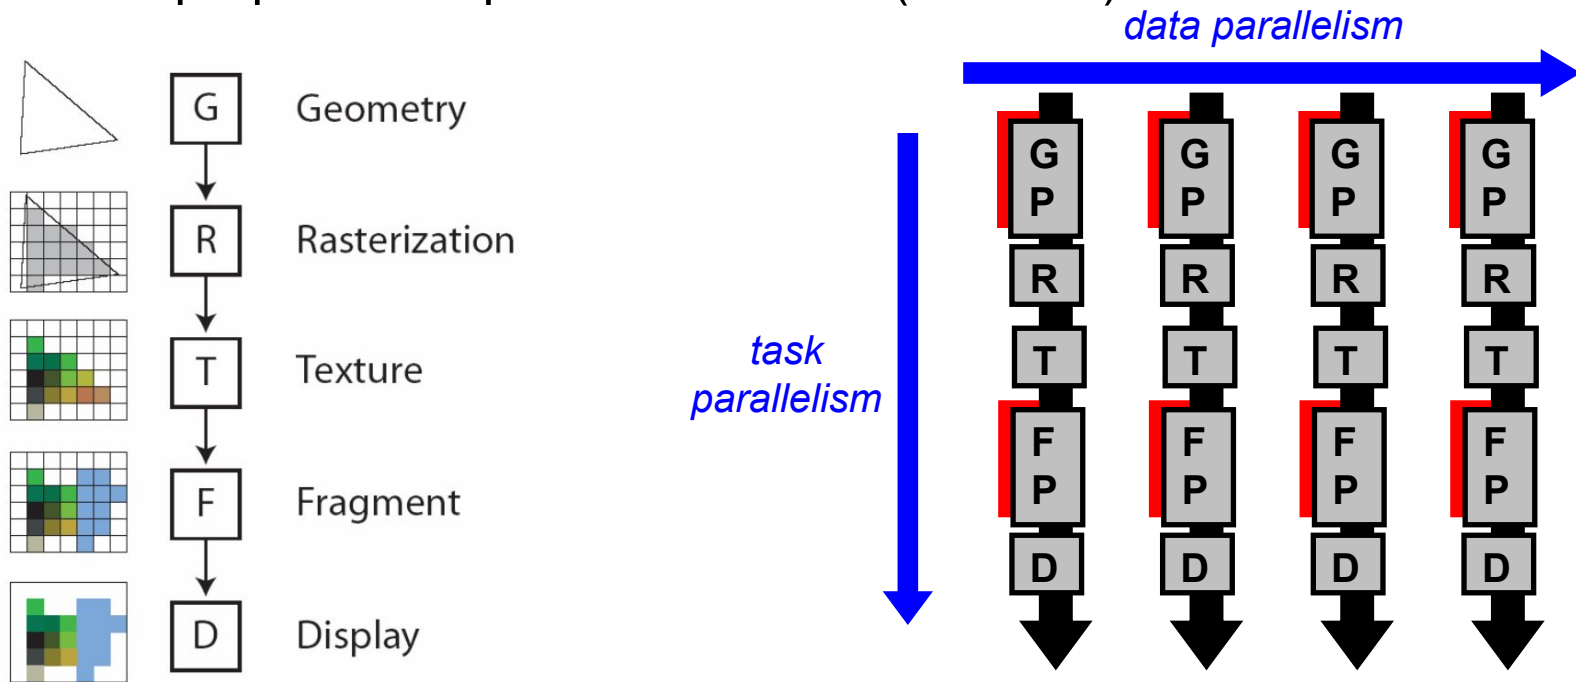 data parallelism
G Geometry
R Rasterization
T Texture
F Fragment
D Display
task
parallelism
G G G G
P P P P
R R R R
T T T T
F F F F
P P P P
D D D D